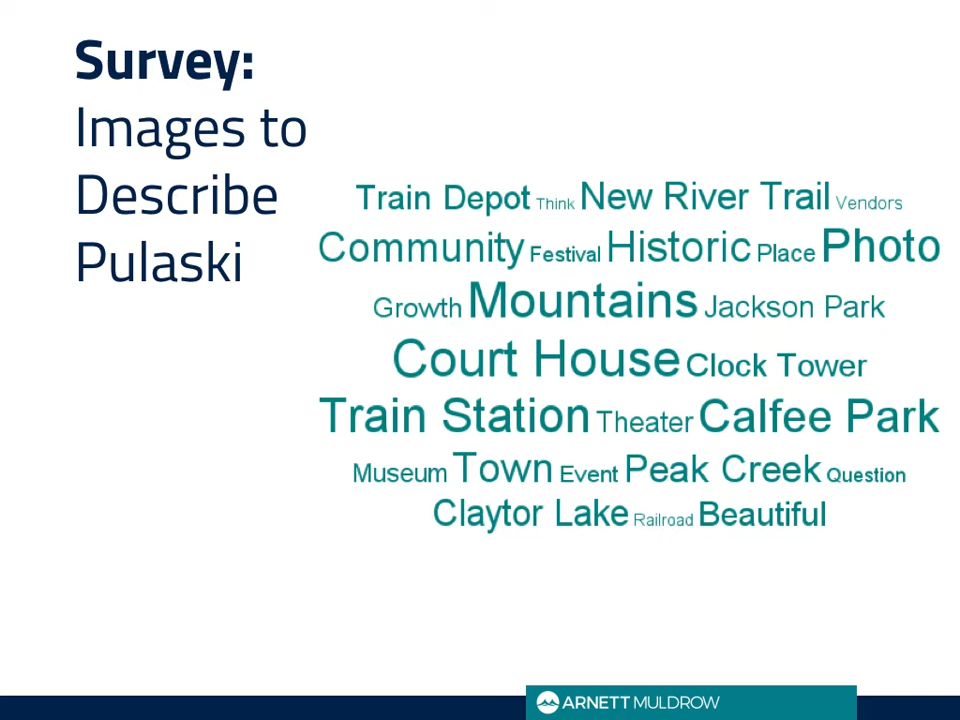 Survey:
Images to
Describe
Pulaski
Train Depot Think New River Trail Vendors
Community Festival Historic Place Photo
Growth Mountains Jackson Park
Court House Clock Tower
Train Station Theater Calfee Park
Museum Town Event Peak Creek Question
Claytor Lake Railroad Beautiful
ARNETT MULDROW